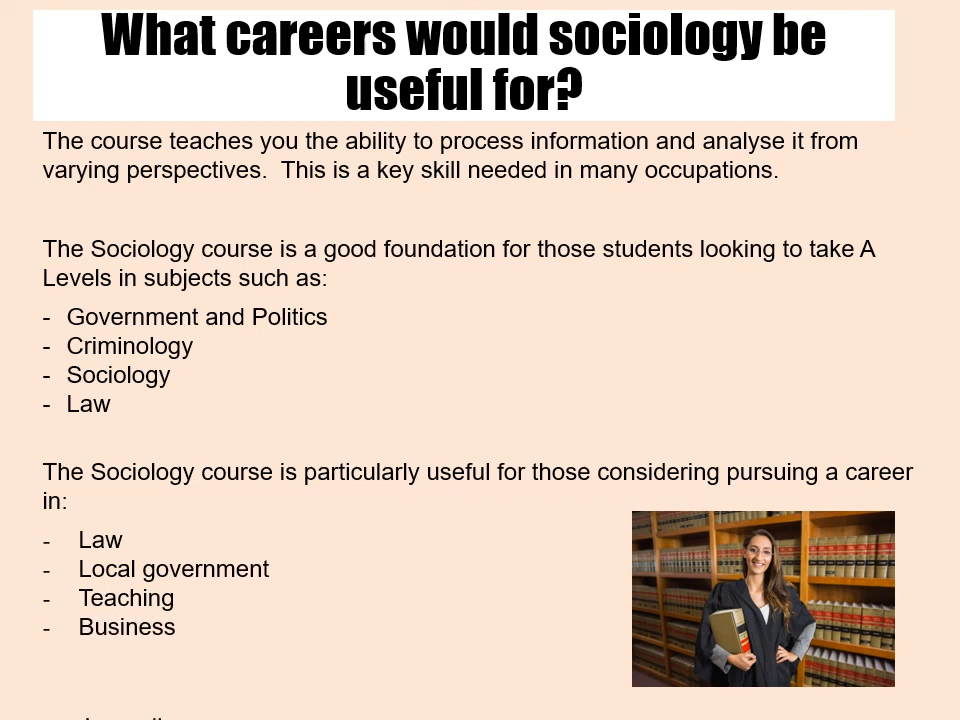 What careers would sociology be
useful for?
The course teaches you the ability to process information and analyse it from
varying perspectives.  This is a key skill needed in many occupations.
The Sociology course is a good foundation for those students looking to take A
Levels in subjects such as:
- Government and Politics
- Criminology
- Sociology
- Law
The Sociology course is particularly useful for those considering pursuing a career
in:
- Law
- Local government
- Teaching
- Business